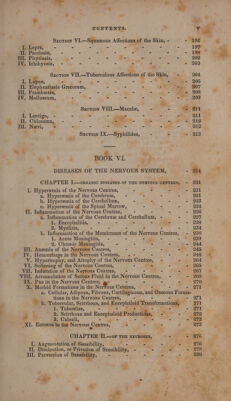 CONTENTS.
SECTION VI.—Squamous Affections of the Skin, - - 196
I. Lepra, 197
II. Psoriasis, 198
III. Pityriasis, 202
IV. Ichthyosis, 203
SECTION VII.—Tuberculous Affections of the Skin, 204
I. Lupus, 205
II. Elephantiasis Græcorum, 207
III. Frambœsia, 208
IV. Molluscum, 209
SECTION VIII.—Maculæ, 211
I. Lentigo, 211
II. Chloasma, 212
III. Nævi, 212
SECTION IX.—Syphilides, 213
BOOK VI.
DISEASES OF THE NERVOUS SYSTEM, - 214
CHAPTER I.—ORGANIC DISEASES OF THE NERVOUS CENTRES, 221
I. Hyperæmia of the Nervous Centres, 221
a. Hyperæmia of the Cerebrum, 221
b. Hyperæmia of the Cerebellum, 223
c. Hyperæmia of the Spinal Marrow, 224
II. Inflammation of the Nervous Centres, 226
a. Inflammation of the Cerebrum and Cerebellum, 227
1. Encephalitis, 227
2. Myelitis, 234
b. Inflammation of the Membranes of the Nervous Centres, 236
1. Acute Meningitis, 239
2. Chronic Meningitis, 244
III. Anæmia of the Nervous Centres, 245
IV. Hemorrhage in the Nervous Centres, 248
V. Hypertrophy, and Atrophy of the Nervous Centres, 264
VI. Softening of the Nervous Centres, 265
VII. Induration of the Nervous Centres, 267
VIII. Accumulation of Serous Fluid in the Nervous Centres, 269
IX. Pus in the Nervous Centres, 270
X. Morbid Formations in the Nervous Centres, 271
a. Cellular, Adipose, Fibrous, Cartilaginous, and Osseous Formations
in the Nervous Centres, 271
b. Tubercular, Scirrhous, and Encephaloid Transformations, 271
1. Tubercles, 271
2. Scirrhous and Encephaloid Productions, 272
3. Calculi, 272
XI. Entozoa in the Nervous Centres, 273
CHAPTER II.—OF THE NEUROSES, 275
I. Augmentation of Sensibility, 276
II. Diminution, or Privation of Sensibility,
III. Perversion of Sensibility,